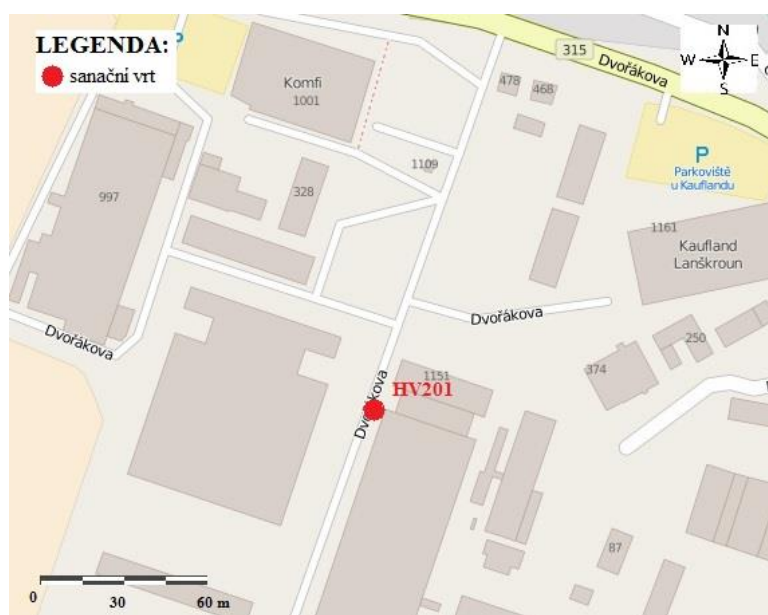 LEGENDA:
sanační vrt
P
N
W E
S
315
Dvořákova
Komfi
1001
478
468
1109
P
Parkoviště
u Kauflandu
997
328
1161
Kaufland
Lanškroun
Dvořákova
Dvořákova
250
374
1151
HV201
Dvořákova
87
0 30 60 m